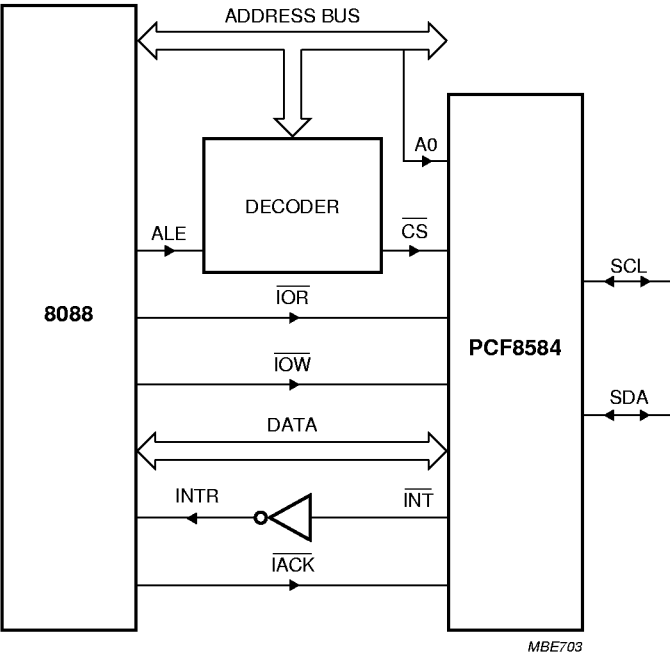 ADDRESS BUS
A0
DECODER
ALE
CS
SCL
IOR
8088
PCF8584
IOW
SDA
DATA
INTR
INT
IACK
MBE703